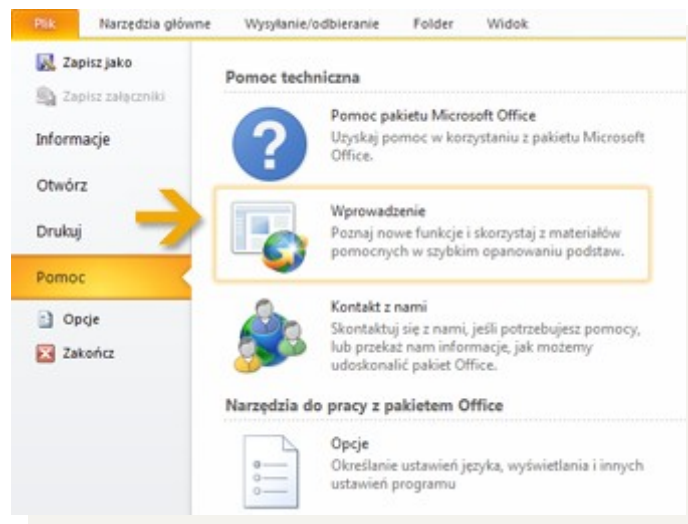 Plik Narzędzia główne Wysyłanie/odbieranie Folder Widok
Zapisz jako
Zapisz załączniki
Informacje
Otwórz
Drukuj
Pomoc
Opcje
Zakończ
Pomoc techniczna
Pomoc pakietu Microsoft Office
Uzyskaj pomoc w korzystaniu z pakietu Microsoft
Office.
Wprowadzenie
Poznaj nowe funkcje i skorzystaj z materiałów
pomocnych w szybkim opanowaniu podstaw.
Kontakt z nami
Skontaktuj się z nami, jeśli potrzebujesz pomocy,
lub przekaż nam informacje, jak możemy
udoskonalić pakiet Office.
Narzędzia do pracy z pakietem Office
Opcje
Określanie ustawień języka, wyświetlania i innych
ustawień programu